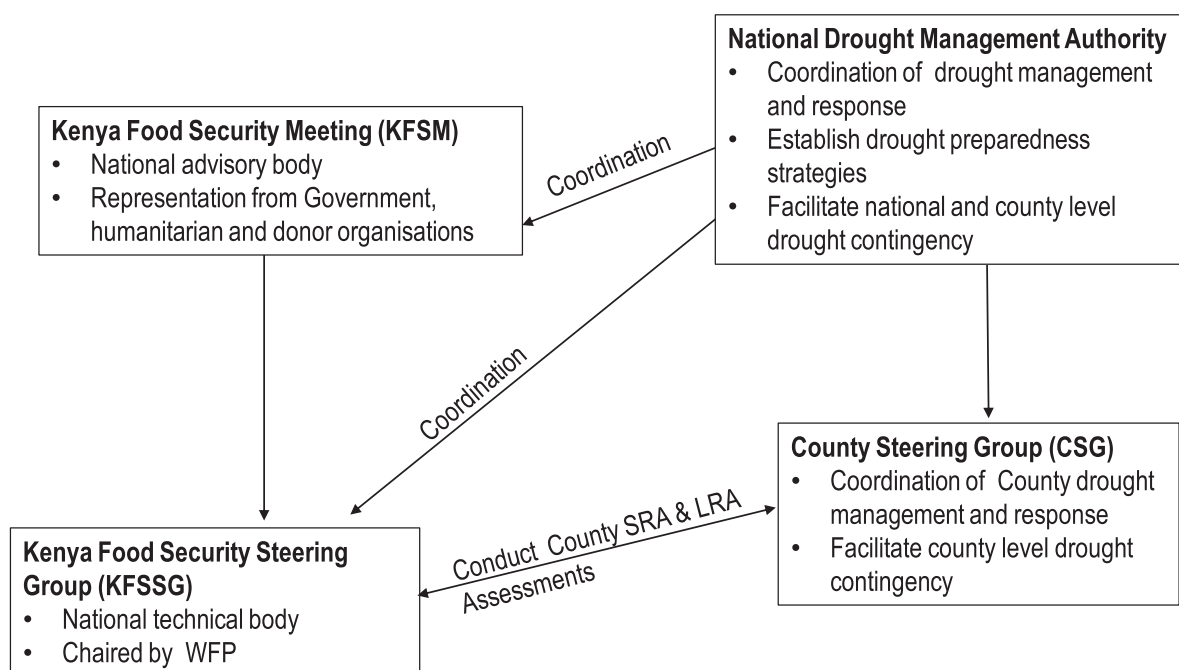 National Drought Management Authority
• Coordination of drought management
and response
• Establish drought preparedness
strategies
• Facilitate national and county level
drought contingency
Kenya Food Security Meeting (KFSM)
• National advisory body
• Representation from Government,
humanitarian and donor organisations
Coordination
Coordination
County Steering Group (CSG)
• Coordination of County drought
management and response
• Facilitate county level drought
contingency
Conduct County SRA & LRA
Assessments
Kenya Food Security Steering
Group (KFSSG)
• National technical body
• Chaired by WFP